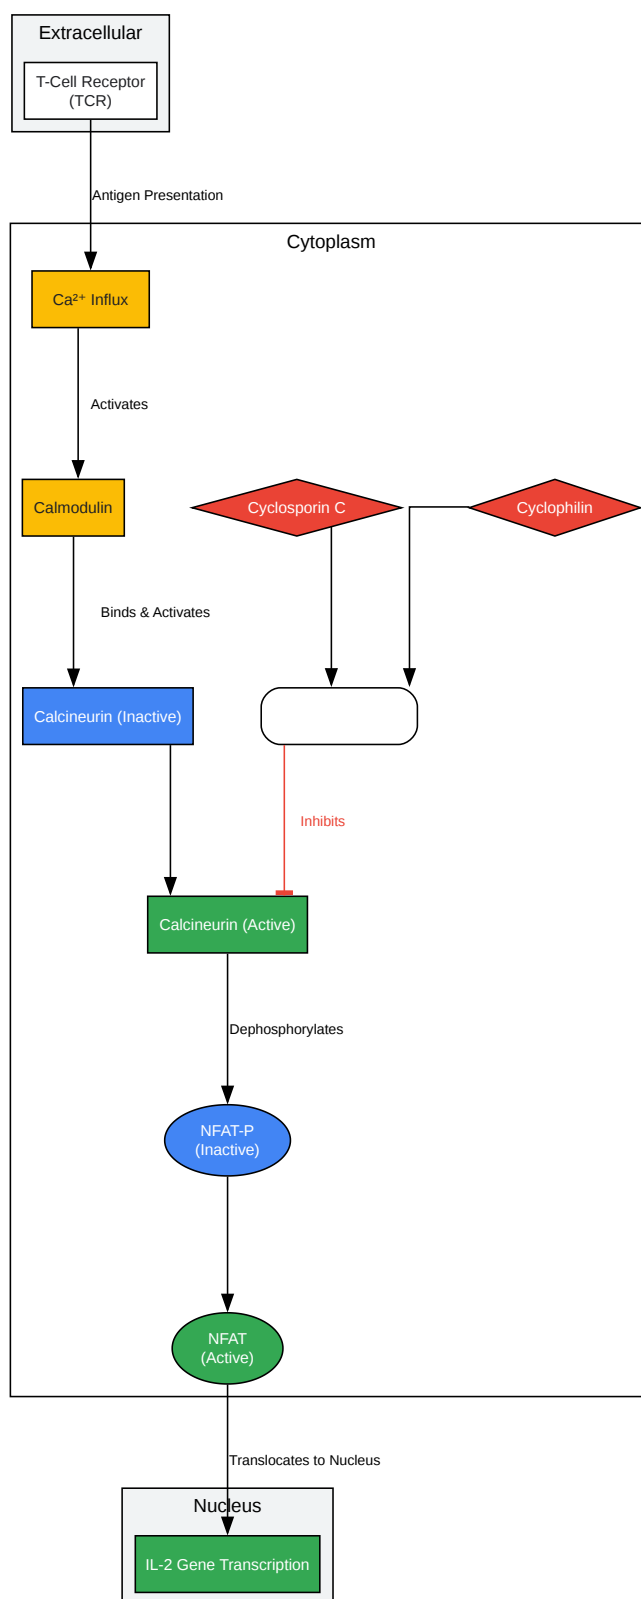 Extracellular
T-Cell Receptor
(TCR)
Antigen Presentation
Cytoplasm
Ca²⁺ Influx
Activates
Calmodulin
Cyclosporin C
Cyclophilin
Binds & Activates
Calcineurin (Inactive)
Inhibits
Calcineurin (Active)
Dephosphorylates
NFAT-P
(Inactive)
NFAT
(Active)
Translocates to Nucleus
Nucleus
IL-2 Gene Transcription